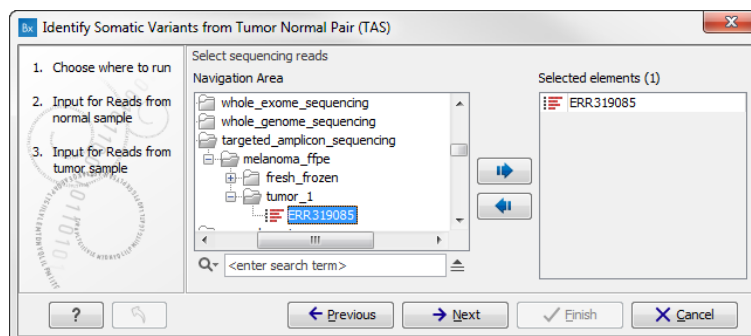 Bx Identify Somatic Variants from Tumor Normal Pair (TAS)
1. Choose where to run
2. Input for Reads from
normal sample
3. Input for Reads from
tumor sample
Select sequencing reads
Navigation Area
whole_exome_sequencing
whole_genome_sequencing
targeted_amplicon_sequencing
melanoma_ffpe
fresh_frozen
tumor_1
ERR319085
<enter search term>
Selected elements (1)
ERR319085
?
Previous
Next
Finish
Cancel